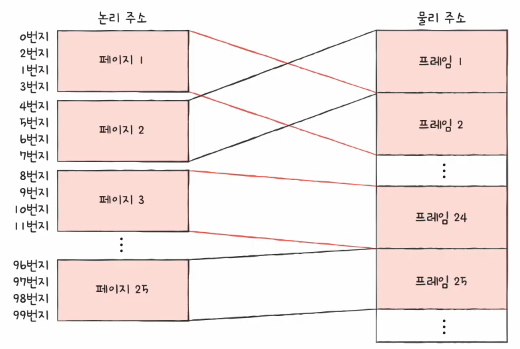 논리 주소
0번지
2번지
1번지
3번지
4번지
5번지
6번지
7번지
8번지
9번지
10번지
11번지
⋮
96번지
97번지
98번지
99번지
페이지 1
페이지 2
페이지 3
페이지 25
물리 주소
프레임 1
프레임 2
⋮
프레임 24
프레임 25
⋮